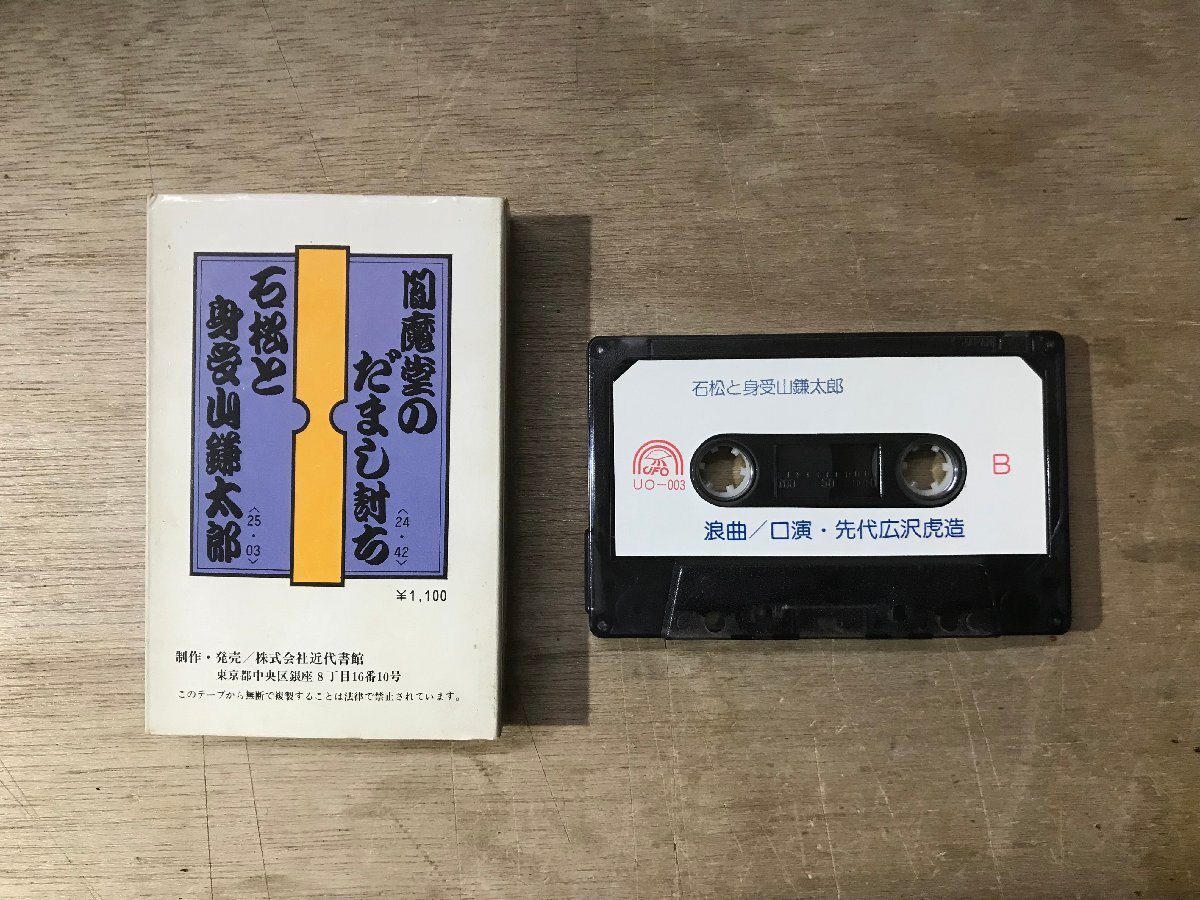 閻魔堂の
だまし討ち
〈24・42〉
石松と
身受山鎌太郎
〈25・03〉
¥1,100
制作・発売／株式会社近代書館
東京都中央区銀座8丁目16番10号
このテープから無断で複製することは法律で禁止されています。
石松と身受山鎌太郎
UFO
UO-003
B
100 50 0
浪曲／口演・先代広沢虎造